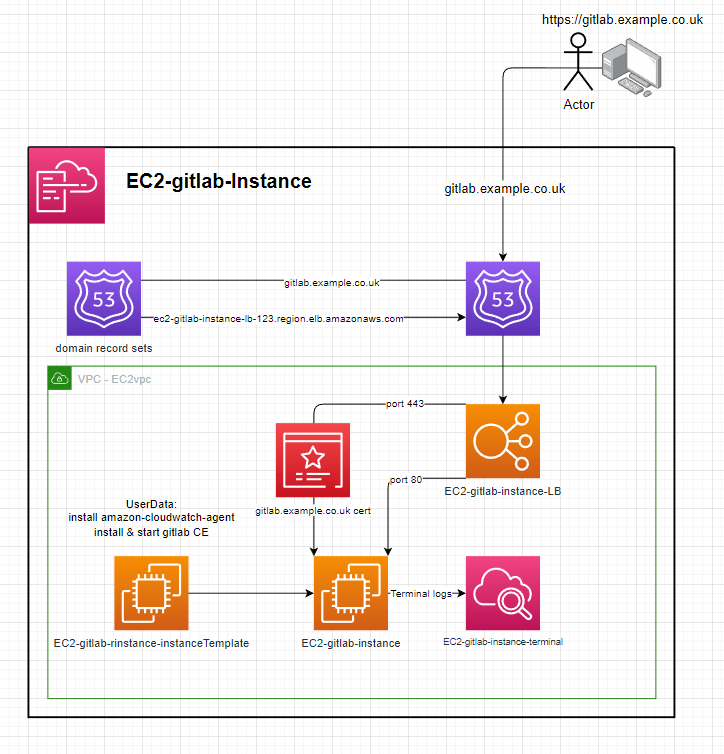 https://gitlab.example.co.uk
Actor
EC2-gitlab-Instance
gitlab.example.co.uk
53
gitlab.example.co.uk
53
ec2-gitlab-instance-lb-123.region.elb.amazonaws.com
domain record sets
VPC - EC2vpc
port 443
port 80
EC2-gitlab-instance-LB
UserData:
install amazon-cloudwatch-agent
install & start gitlab CE
gitlab.example.co.uk cert
Terminal logs
EC2-gitlab-rinstance-instanceTemplate
EC2-gitlab-instance
EC2-gitlab-instance-terminal